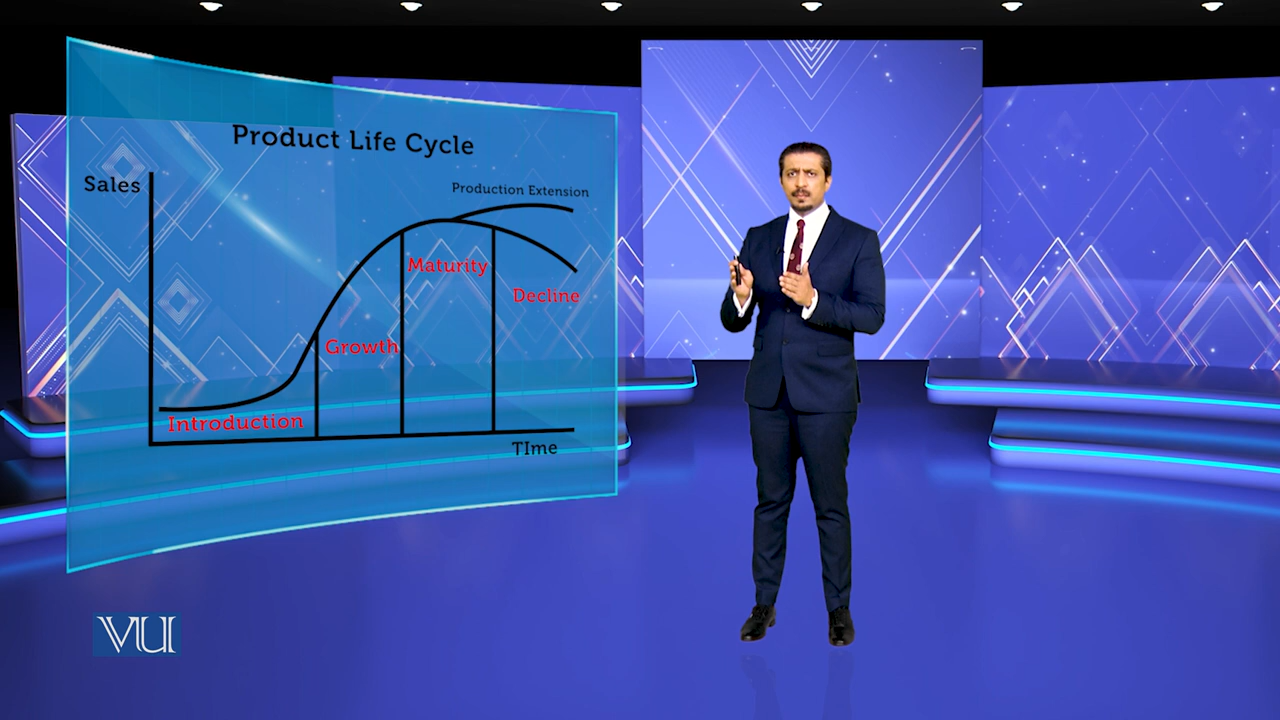 Product Life Cycle
Sales
Production Extension
Maturity
Decline
Growth
Introduction
TIme
VU